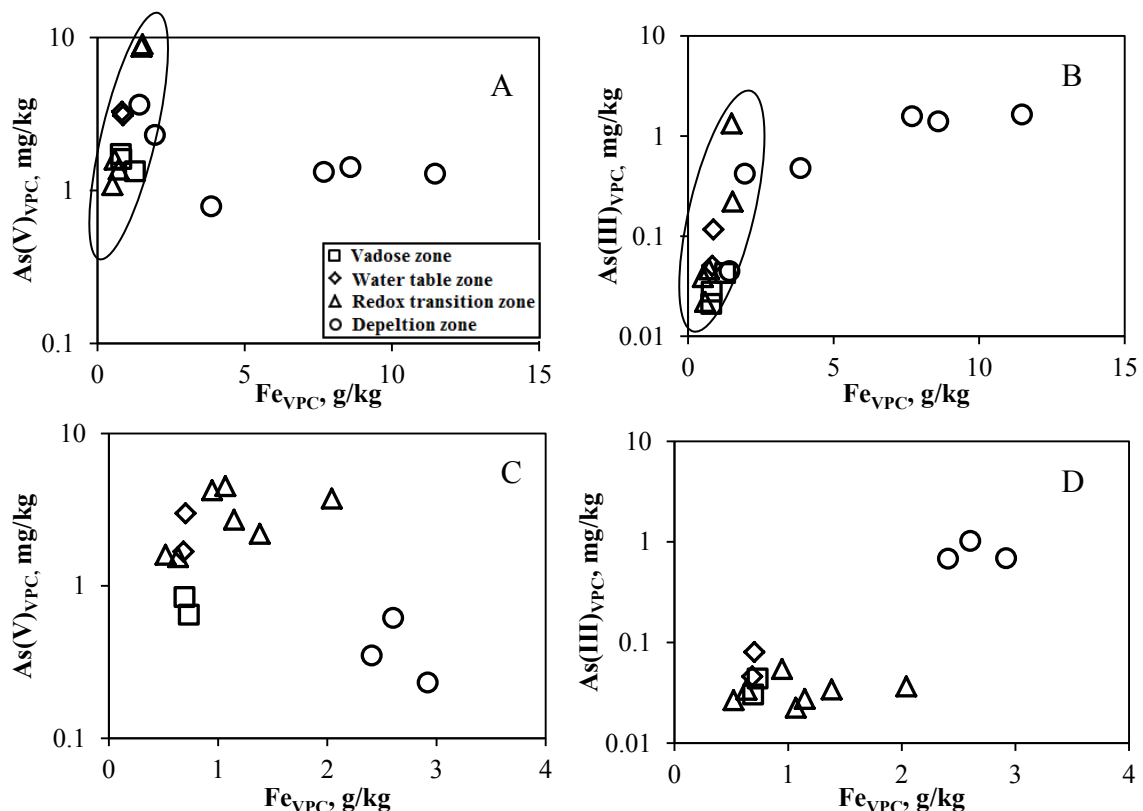 A
As(V)VPC, mg/kg
10
1
0.1
0
5
10
15
FeVPC, g/kg
Vadose zone
Water table zone
Redox transition zone
Depeltion zone
B
As(III)VPC, mg/kg
10
1
0.1
0.01
0
5
10
15
FeVPC, g/kg
C
As(V)VPC, mg/kg
10
1
0.1
0
1
2
3
4
FeVPC, g/kg
D
As(III)VPC, mg/kg
10
1
0.1
0.01
0
1
2
3
4
FeVPC, g/kg